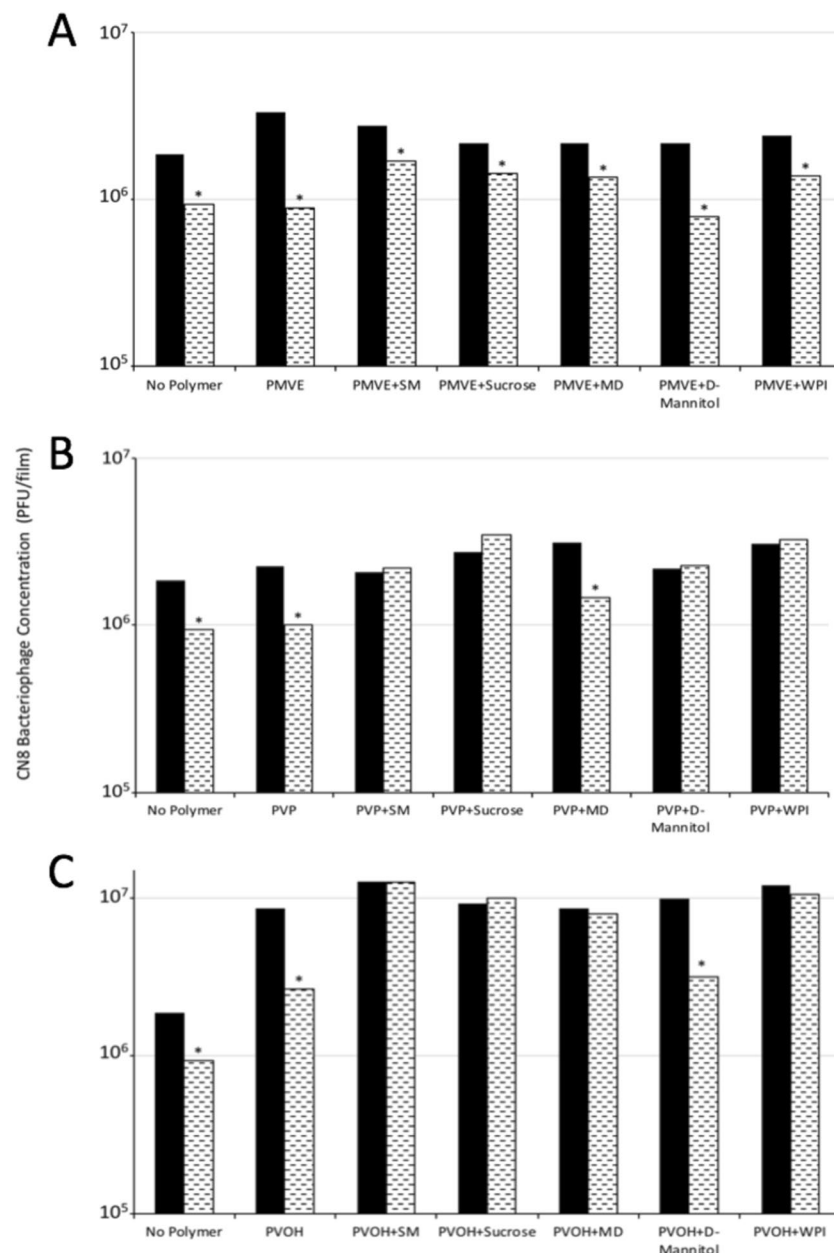 A
10⁷
* * * * * * *
10⁶
10⁵
No Polymer PMVE PMVE+SM PMVE+Sucrose PMVE+MD PMVE+D- PMVE+WPI
Mannitol
CN8 Bacteriophage Concentration (PFU/film)
B
10⁷
* * *
10⁶
10⁵
No Polymer PVP PVP+SM PVP+Sucrose PVP+MD PVP+D- PVP+WPI
Mannitol
C
10⁷
* * *
10⁶
10⁵
No Polymer PVOH PVOH+SM PVOH+Sucrose PVOH+MD PVOH+D- PVOH+WPI
Mannitol